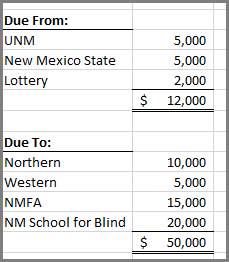 Due From:
UNM 5,000
New Mexico State 5,000
Lottery 2,000
$ 12,000
Due To:
Northern 10,000
Western 5,000
NMFA 15,000
NM School for Blind 20,000
$ 50,000